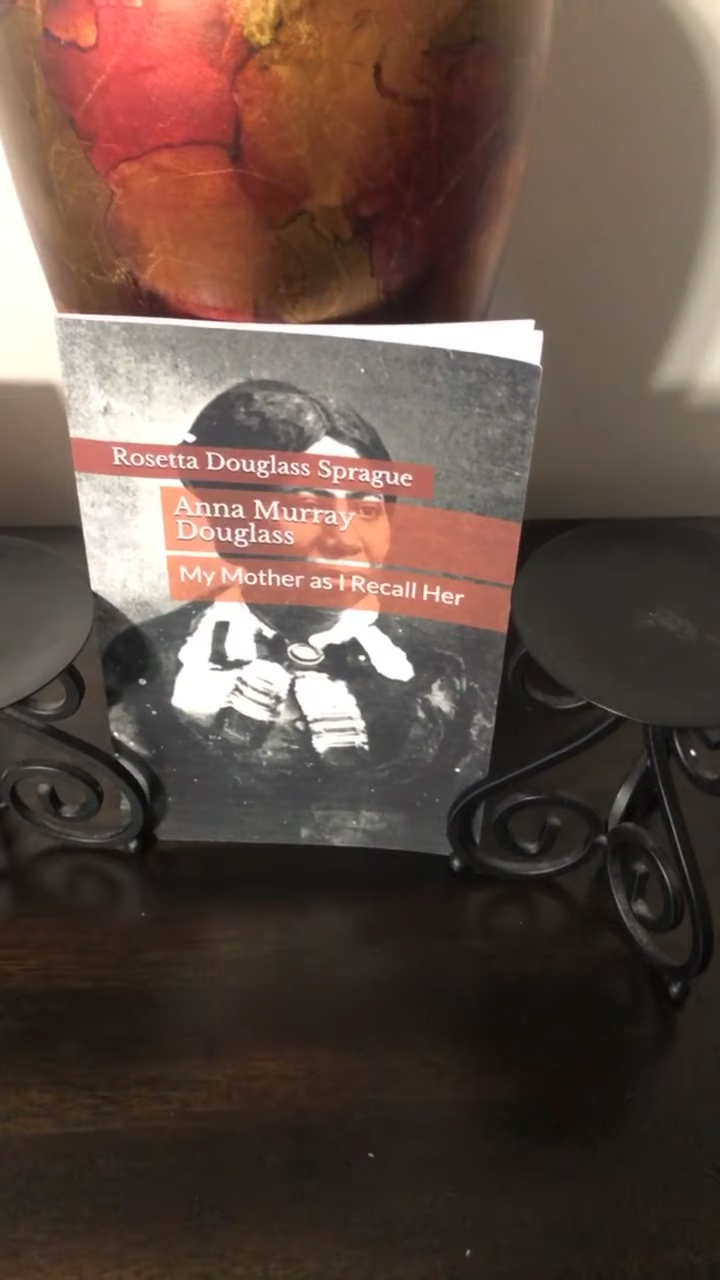 Rosetta Douglass Sprague
Anna Murray
Douglass
My Mother as I Recall Her